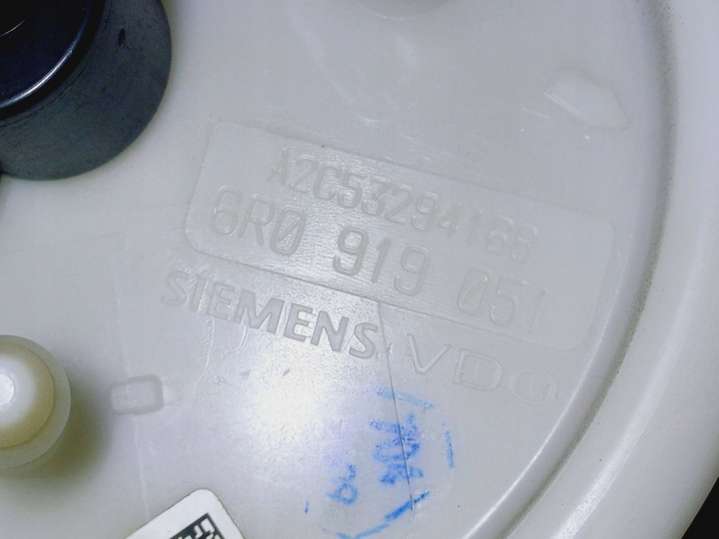 A2C53294168
6R0 919 051
SIEMENS VDO